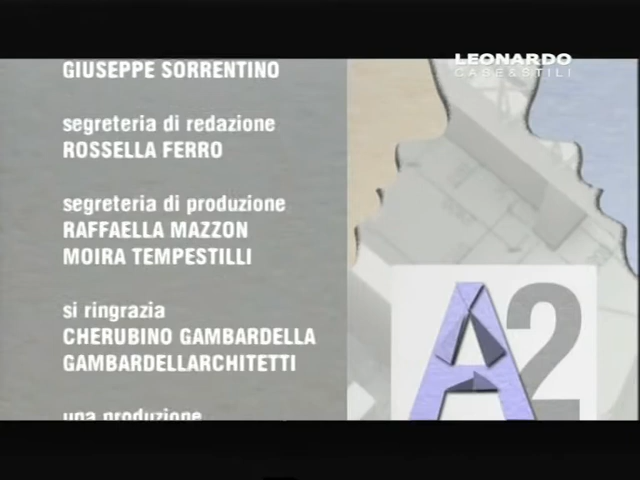 LEONARDO
CASE&STILI
GIUSEPPE SORRENTINO
segreteria di redazione
ROSSELLA FERRO
segreteria di produzione
RAFFAELLA MAZZON
MOIRA TEMPESTILLI
si ringrazia
CHERUBINO GAMBARDELLA
GAMBARDELLARCHITETTI
una produzione
A2